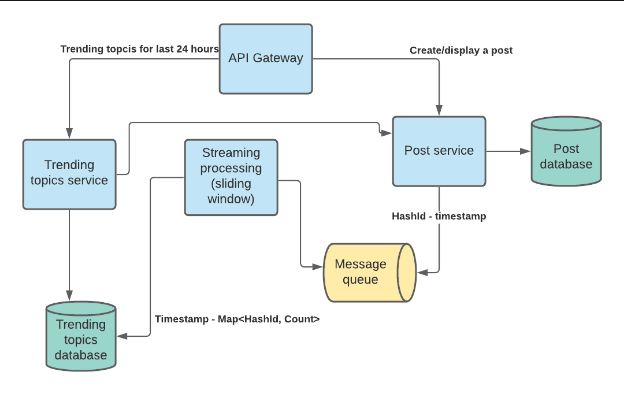 Trending topcis for last 24 hours
API Gateway
Create/display a post
Trending
topics service
Streaming
processing
(sliding
window)
Post service
Post
database
HashId - timestamp
Message
queue
Timestamp - Map<HashId, Count>
Trending
topics
database